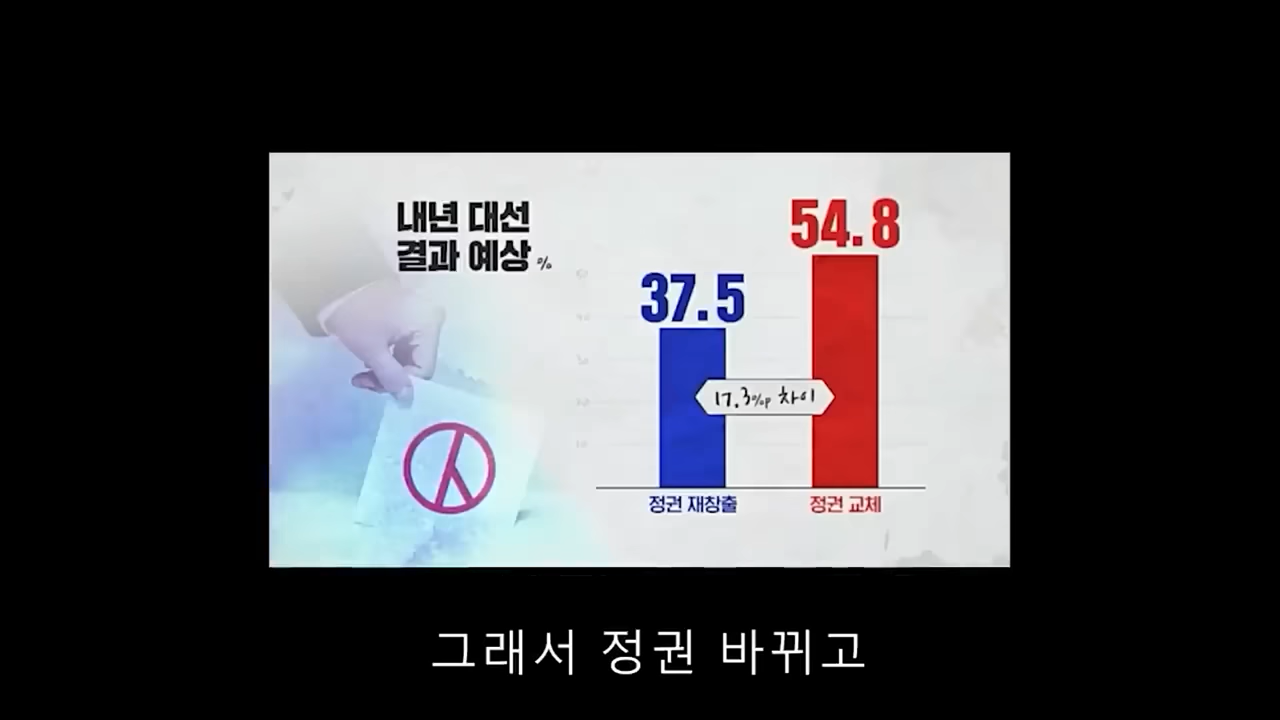 내년 대선
결과 예상 %
54.8
37.5
17.3%p 차이
정권 재창출
정권 교체
그래서 정권 바뀌고